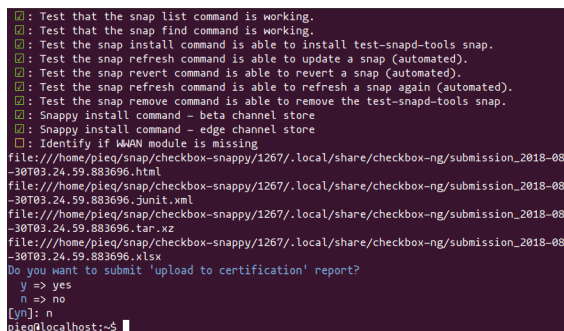 ☑: Test that the snap list command is working.
☑: Test that the snap find command is working.
☑: Test the snap install command is able to install test-snapd-tools snap.
☑: Test the snap refresh command is able to update a snap (automated).
☑: Test the snap revert command is able to revert a snap (automated).
☑: Test the snap refresh command is able to refresh a snap again (automated).
☑: Test the snap remove command is able to remove the test-snapd-tools snap.
☑: Snappy install command – beta channel store
☑: Snappy install command – edge channel store
☐: Identify if WWAN module is missing
file:///home/pieq/snap/checkbox-snappy/1267/.local/share/checkbox-ng/submission_2018-08
-30T03.24.59.883696.html
file:///home/pieq/snap/checkbox-snappy/1267/.local/share/checkbox-ng/submission_2018-08
-30T03.24.59.883696.junit.xml
file:///home/pieq/snap/checkbox-snappy/1267/.local/share/checkbox-ng/submission_2018-08
-30T03.24.59.883696.tar.xz
file:///home/pieq/snap/checkbox-snappy/1267/.local/share/checkbox-ng/submission_2018-08
-30T03.24.59.883696.xlsx
Do you want to submit 'upload to certification' report?
y => yes
n => no
[yn]: n
pieq@localhost:~$